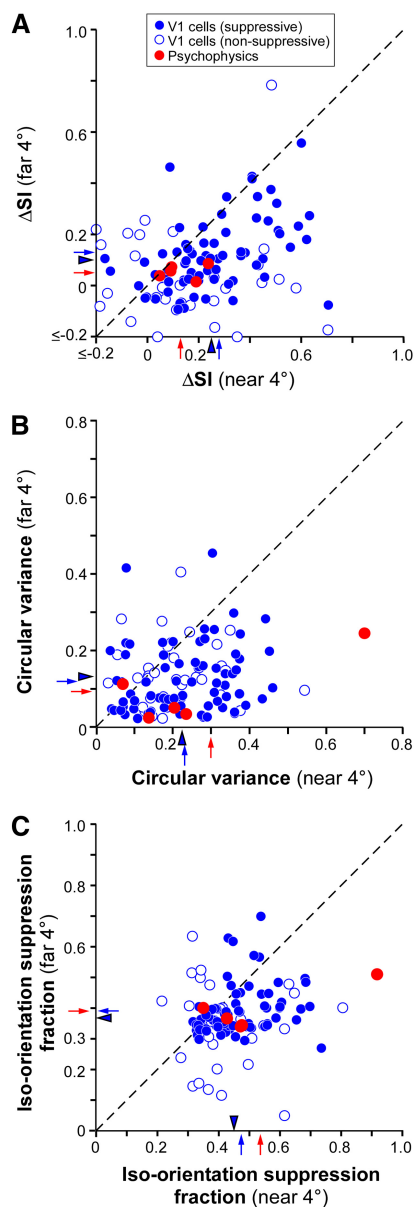 A
V1 cells (suppressive)
V1 cells (non-suppressive)
Psychophysics
1.0
0.6
0.2
0
≤−0.2
ΔSI (far 4°)
≤−0.2 0 0.2 0.6 1.0
ΔSI (near 4°)
B
0.8
0.6
0.4
0.2
0
Circular variance (far 4°)
0 0.2 0.4 0.6 0.8
Circular variance (near 4°)
C
1.0
0.8
0.6
0.4
0.3
0.2
0
Iso-orientation suppression
fraction (far 4°)
0 0.2 0.4 0.6 0.8 1.0
Iso-orientation suppression
fraction (near 4°)